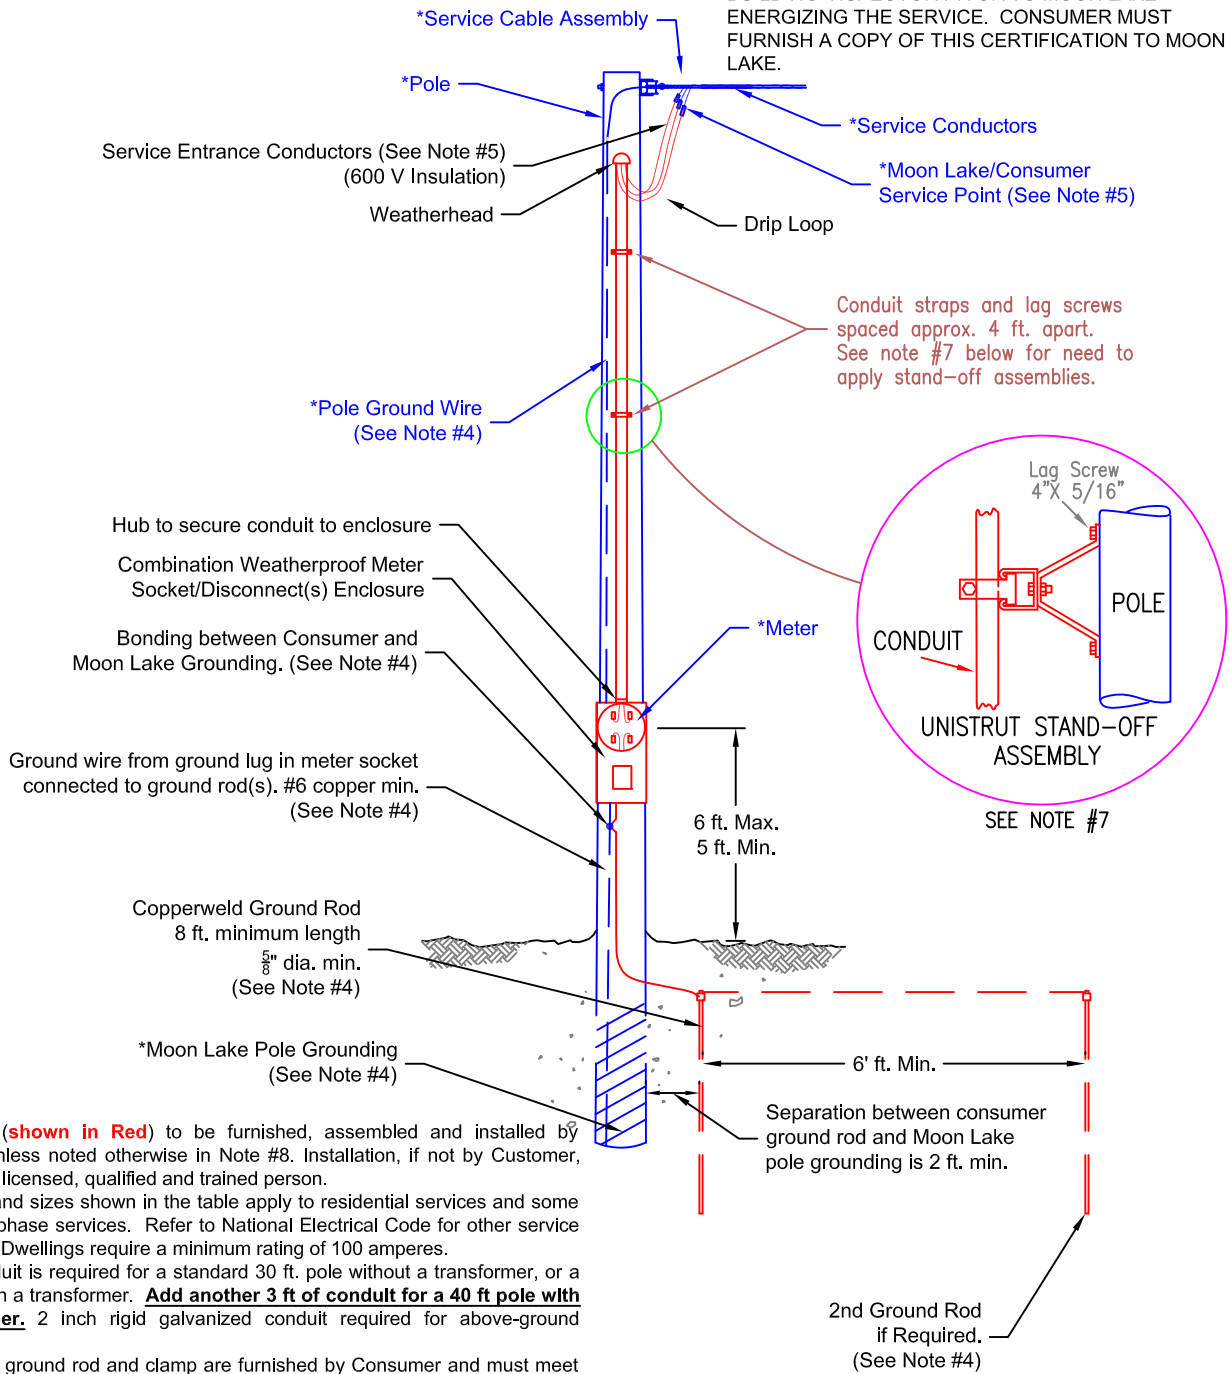 *Service Cable Assembly
ENERGIZING THE SERVICE. CONSUMER MUST
FURNISH A COPY OF THIS CERTIFICATION TO MOON
LAKE.
*Pole
*Service Conductors
Service Entrance Conductors (See Note #5)
(600 V Insulation)
*Moon Lake/Consumer
Service Point (See Note #5)
Weatherhead
Drip Loop
Conduit straps and lag screws
spaced approx. 4 ft. apart.
See note #7 below for need to
apply stand-off assemblies.
*Pole Ground Wire
(See Note #4)
Lag Screw
4"X 5/16"
POLE
CONDUIT
UNISTRUT STAND-OFF
ASSEMBLY
SEE NOTE #7
Hub to secure conduit to enclosure
Combination Weatherproof Meter
Socket/Disconnect(s) Enclosure
Bonding between Consumer and
Moon Lake Grounding. (See Note #4)
*Meter
Ground wire from ground lug in meter socket
connected to ground rod(s). #6 copper min.
(See Note #4)
6 ft. Max.
5 ft. Min.
Copperweld Ground Rod
8 ft. minimum length
5/8" dia. min.
(See Note #4)
*Moon Lake Pole Grounding
(See Note #4)
6' ft. Min.
Separation between consumer
ground rod and Moon Lake
pole grounding is 2 ft. min.
2nd Ground Rod
if Required.
(See Note #4)
(shown in Red) to be furnished, assembled and installed by
nless noted otherwise in Note #8. Installation, if not by Customer,
licensed, qualified and trained person.
and sizes shown in the table apply to residential services and some
phase services. Refer to National Electrical Code for other service
Dwellings require a minimum rating of 100 amperes.
duit is required for a standard 30 ft. pole without a transformer, or a
h a transformer. Add another 3 ft of conduit for a 40 ft pole with
er. 2 inch rigid galvanized conduit required for above-ground
ground rod and clamp are furnished by Consumer and must meet